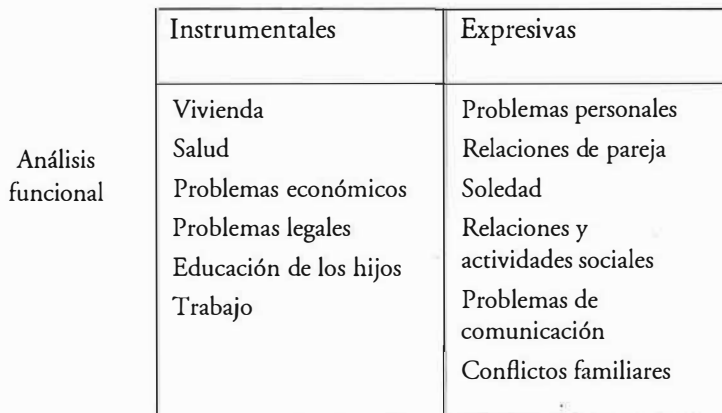 Instrumentales
Expresivas
Análisis
funcional
Vivienda
Salud
Problemas económicos
Problemas legales
Educación de los hijos
Trabajo
Problemas personales
Relaciones de pareja
Soledad
Relaciones y
actividades sociales
Problemas de
comunicación
Conflictos familiares